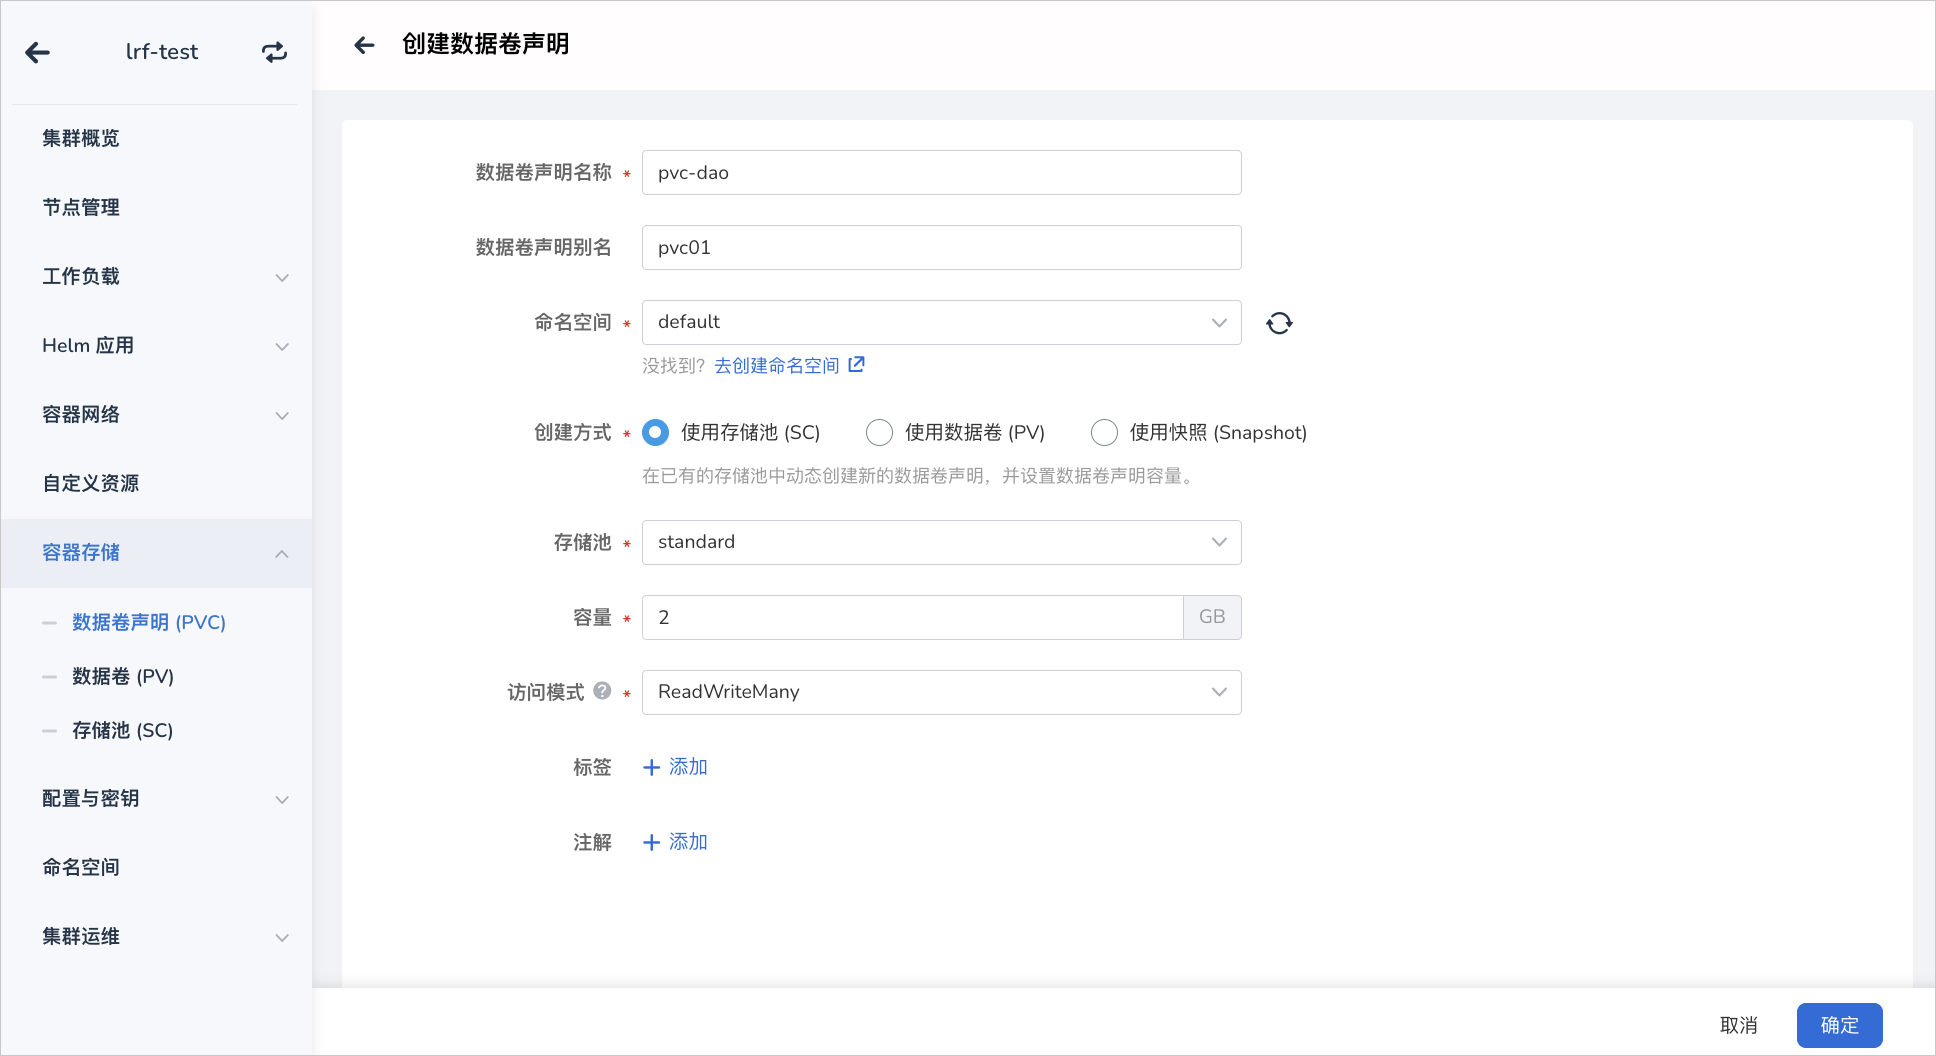 lrf-test
集群概览
节点管理
工作负载
Helm 应用
容器网络
自定义资源
容器存储
数据卷声明 (PVC)
数据卷 (PV)
存储池 (SC)
配置与密钥
命名空间
集群运维
创建数据卷声明
数据卷声明名称 * pvc-dao
数据卷声明别名 pvc01
命名空间 * default
没找到? 去创建命名空间
创建方式 * 使用存储池 (SC) 使用数据卷 (PV) 使用快照 (Snapshot)
在已有的存储池中动态创建新的数据卷声明，并设置数据卷声明容量。
存储池 * standard
容量 * 2 GB
访问模式 ? * ReadWriteMany
标签 + 添加
注解 + 添加
取消 确定